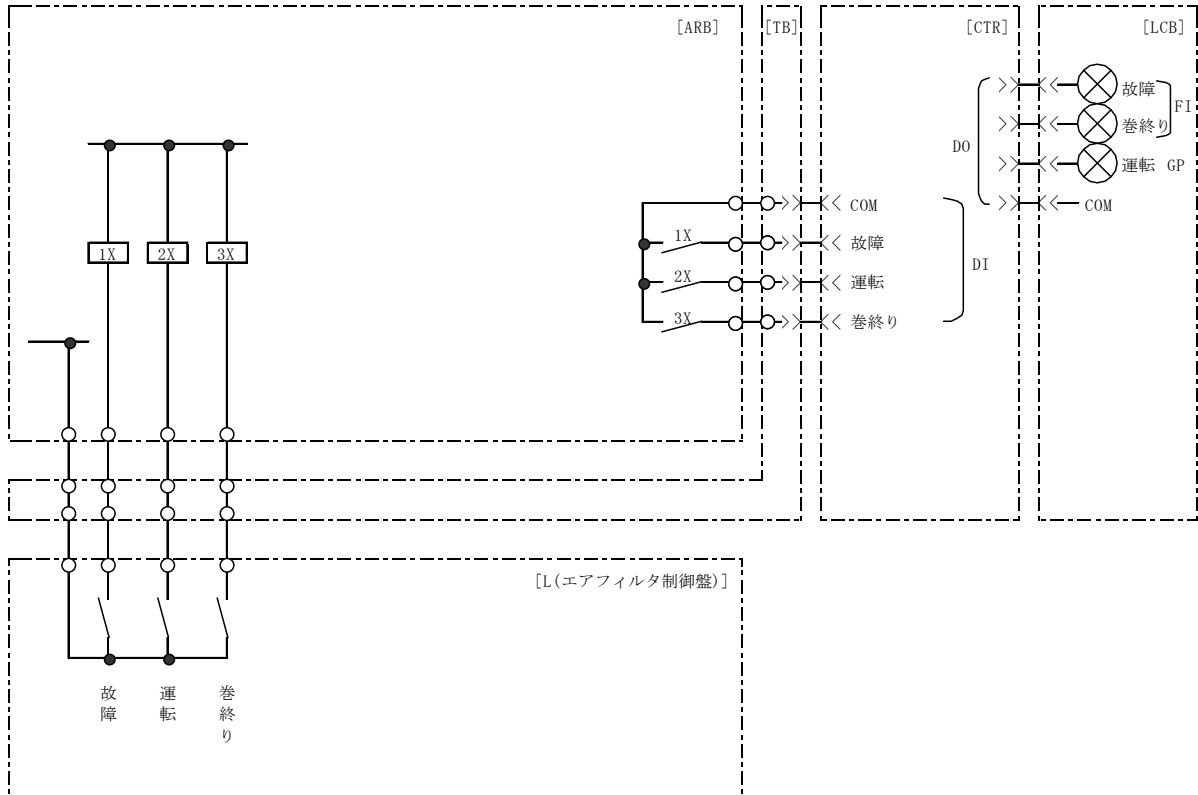 [ARB]
[TB]
[CTR]
[LCB]
故障
巻終り
FI
運転 GP
COM
DO
1X
2X
3X
COM
1X
故障
2X
運転
3X
巻終り
DI
[L(エアフィルタ制御盤)]
故障
運転
巻終り